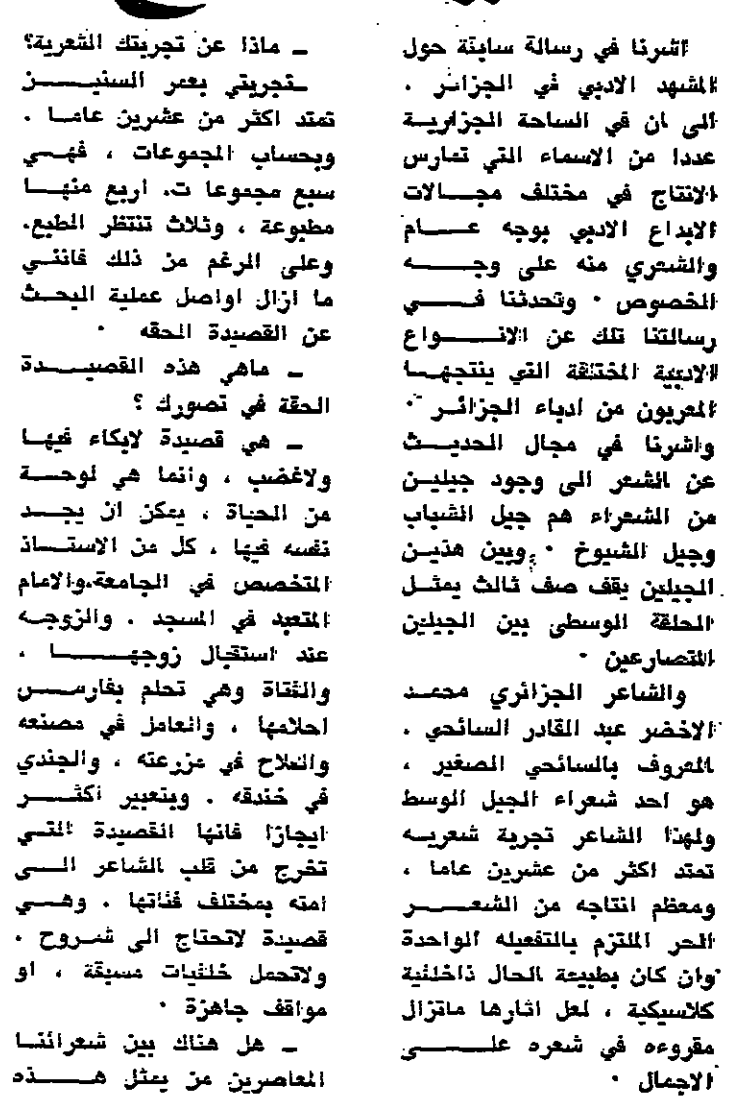 اشرنا في رسالة سابقة حول
المشهد الادبي في الجزائر .
الى ان في الساحة الجزائرية
عددا من الاسماء التي تمارس
الانتاج في مختلف مجالات
الابداع الادبي بوجه عام
والشعري منه على وجه
الخصوص . وتحدثنا في
رسالتنا تلك عن الانواع
الادبية المختلفة التي ينتجها
المعربون من ادباء الجزائر .
واشرنا في مجال الحديث
عن الشعر الى وجود جيلين
من الشعراء هم جيل الشباب
وجيل الشيوخ . وبين هذين
الجيلين يقف صف ثالث يمثل
الحلقة الوسطى بين الجيلين
المتصارعين .
والشاعر الجزائري محمد
الاخضر عبد القادر السائحي .
المعروف بالسائحي الصغير ،
هو احد شعراء الجيل الوسط
ولهذا الشاعر تجربة شعريه
تمتد اكثر من عشرين عاما ،
ومعظم انتاجه من الشعر
الحر الملتزم بالتفعيله الواحدة
وان كان بطبيعة الحال ذاخلفية
كلاسيكية ، لعل اثارها ماتزال
مقروءه في شعره على
الاجمال .
ـ ماذا عن تجربتك الشعرية؟
ـتجربتي بعمر السنين
تمتد اكثر من عشرين عاما .
وبحساب المجموعات ، فهي
سبع مجموعا ت. اربع منها
مطبوعة ، وثلاث تنتظر الطبع.
وعلى الرغم من ذلك فانني
ما ازال اواصل عملية البحث
عن القصيدة الحقه .
ـ ماهي هذه القصيدة
الحقة في تصورك ؟
ـ هي قصيدة لابكاء فيها
ولاغضب ، وانما هي لوحة
من الحياة ، يمكن ان يجد
نفسه فيها ، كل من الاستاذ
المتخصص في الجامعة،والامام
المتعبد في المسجد . والزوجه
عند استقبال زوجها ،
والفتاة وهي تحلم بفارس
احلامها ، والعامل في مصنعه
والفلاح في مزرعته ، والجندي
في خندقه . وبتعبير اكثر
ايجازا فانها القصيدة التي
تخرج من قلب الشاعر الى
امته بمختلف فئاتها . وهي
قصيدة لاتحتاج الى شروح .
ولاتحمل خلفيات مسبقة ، او
مواقف جاهزة .
ـ هل هناك بين شعرائنا
المعاصرين من يمثل هذه